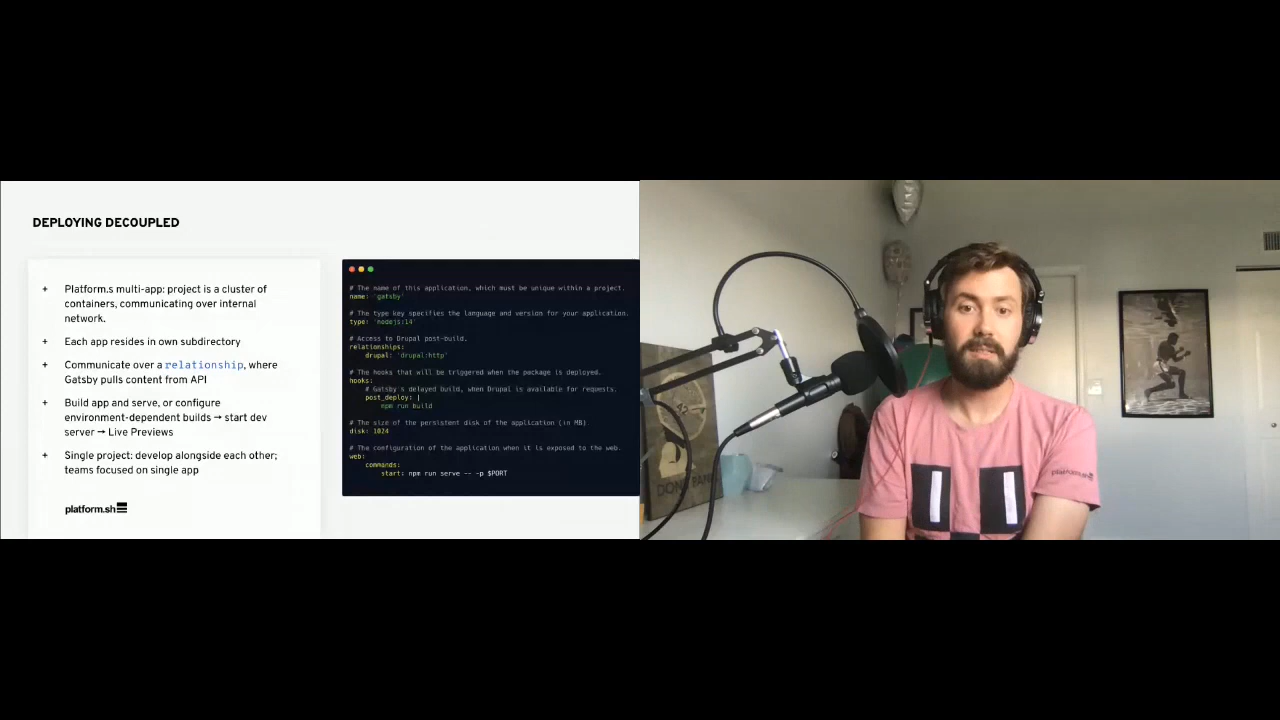 DEPLOYING DECOUPLED
+ Platform.s multi-app: project is a cluster of
containers, communicating over internal
network.
+ Each app resides in own subdirectory
+ Communicate over a relationship, where
Gatsby pulls content from API
+ Build app and serve, or configure
environment-dependent builds → start dev
server → Live Previews
+ Single project: develop alongside each other;
teams focused on single app
platform.sh
# The name of this application, which must be unique within a project.
name: 'gatsby'
# The type key specifies the language and version for your application.
type: 'nodejs:14'
# Access to Drupal post-build.
relationships:
drupal: 'drupal:http'
# The hooks that will be triggered when the package is deployed.
hooks:
# Gatsby's delayed build, when Drupal is available for requests.
post_deploy: |
npm run build
# The size of the persistent disk of the application (in MB).
disk: 1024
# The configuration of the application when it is exposed to the web.
web:
commands:
start: npm run serve -- -p $PORT
DON'T PANIC
platform.sh